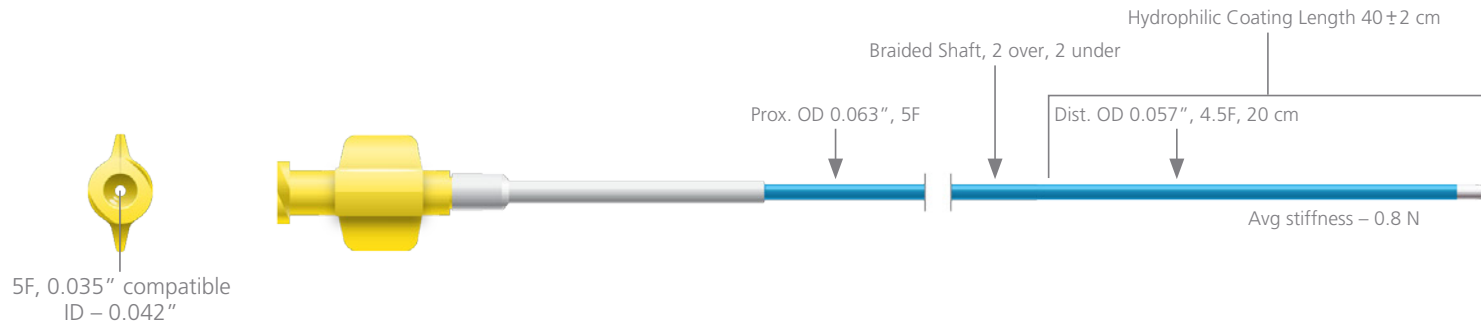 Hydrophilic Coating Length 40±2 cm
Braided Shaft, 2 over, 2 under
Prox. OD 0.063”, 5F
Dist. OD 0.057”, 4.5F, 20 cm
Avg stiffness – 0.8 N
5F, 0.035” compatible
ID – 0.042”